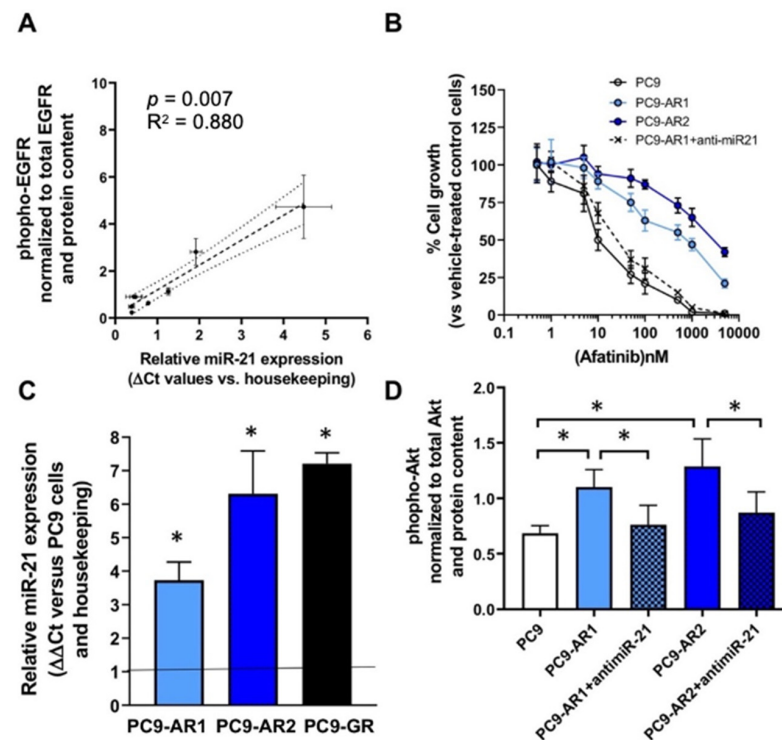 A
phopho-EGFR
normalized to total EGFR
and protein content
10
8
6
4
2
0
p = 0.007
R² = 0.880
0 1 2 3 4 5 6
Relative miR-21 expression
(ΔCt values vs. housekeeping)
B
% Cell growth
(vs vehicle-treated control cells)
150
125
100
75
50
25
0
PC9
PC9-AR1
PC9-AR2
PC9-AR1+anti-miR21
0.1 1 10 100 1000 10000
(Afatinib)nM
C
Relative miR-21 expression
(ΔΔCt versus PC9 cells
and housekeeping)
8
7
6
5
4
3
2
1
0
* * *
PC9-AR1 PC9-AR2 PC9-GR
D
phopho-Akt
normalized to total Akt
and protein content
2.0
1.5
1.0
0.5
0.0
*
* * *
PC9
PC9-AR1
PC9-AR1+antimiR-21
PC9-AR2
PC9-AR2+antimiR-21